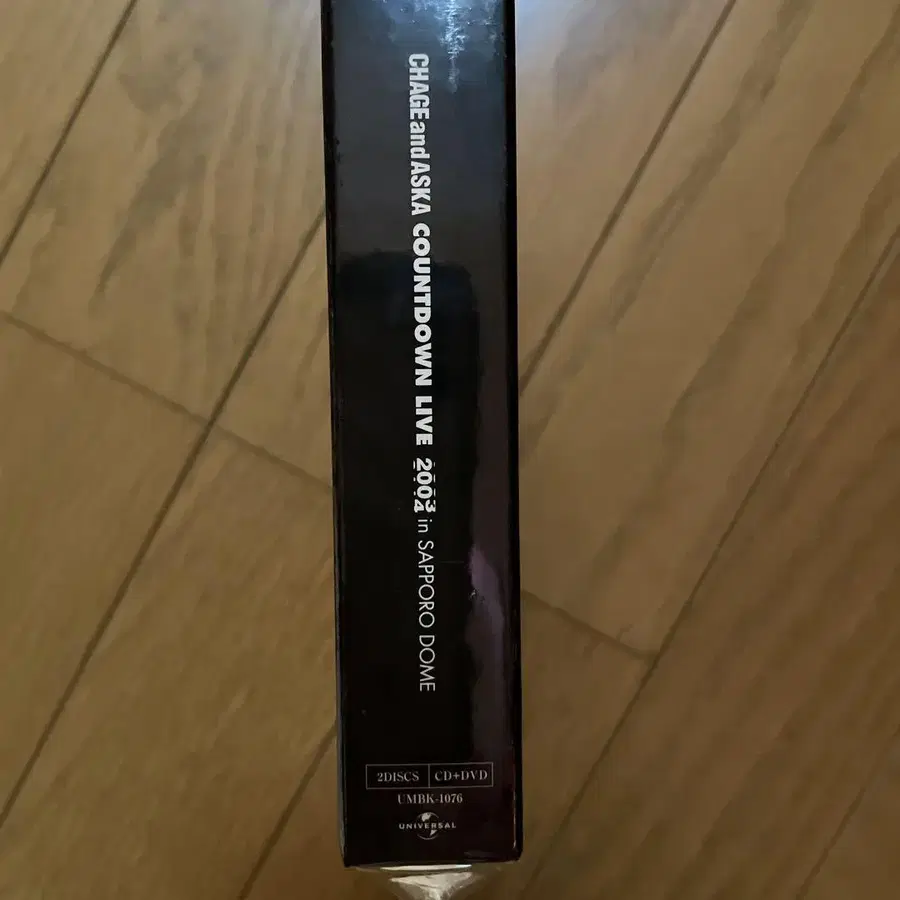 CHAGEandASKA COUNTDOWN LIVE 2003 2004 in SAPPORO DOME
2DISCS CD+DVD
UMBK-1076
UNIVERSAL